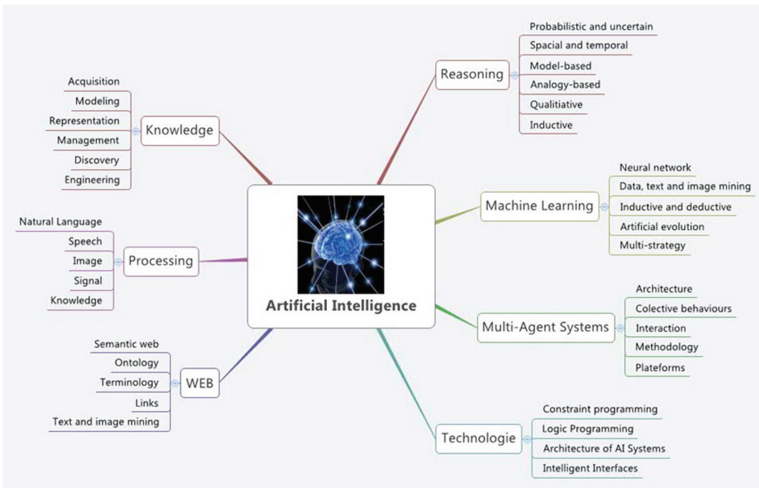 Artificial Intelligence
Reasoning
Probabilistic and uncertain
Spacial and temporal
Model-based
Analogy-based
Qualitiative
Inductive
Machine Learning
Neural network
Data, text and image mining
Inductive and deductive
Artificial evolution
Multi-strategy
Multi-Agent Systems
Architecture
Colective behaviours
Interaction
Methodology
Plateforms
Technologie
Constraint programming
Logic Programming
Architecture of AI Systems
Intelligent Interfaces
Knowledge
Acquisition
Modeling
Representation
Management
Discovery
Engineering
Processing
Natural Language
Speech
Image
Signal
Knowledge
WEB
Semantic web
Ontology
Terminology
Links
Text and image mining